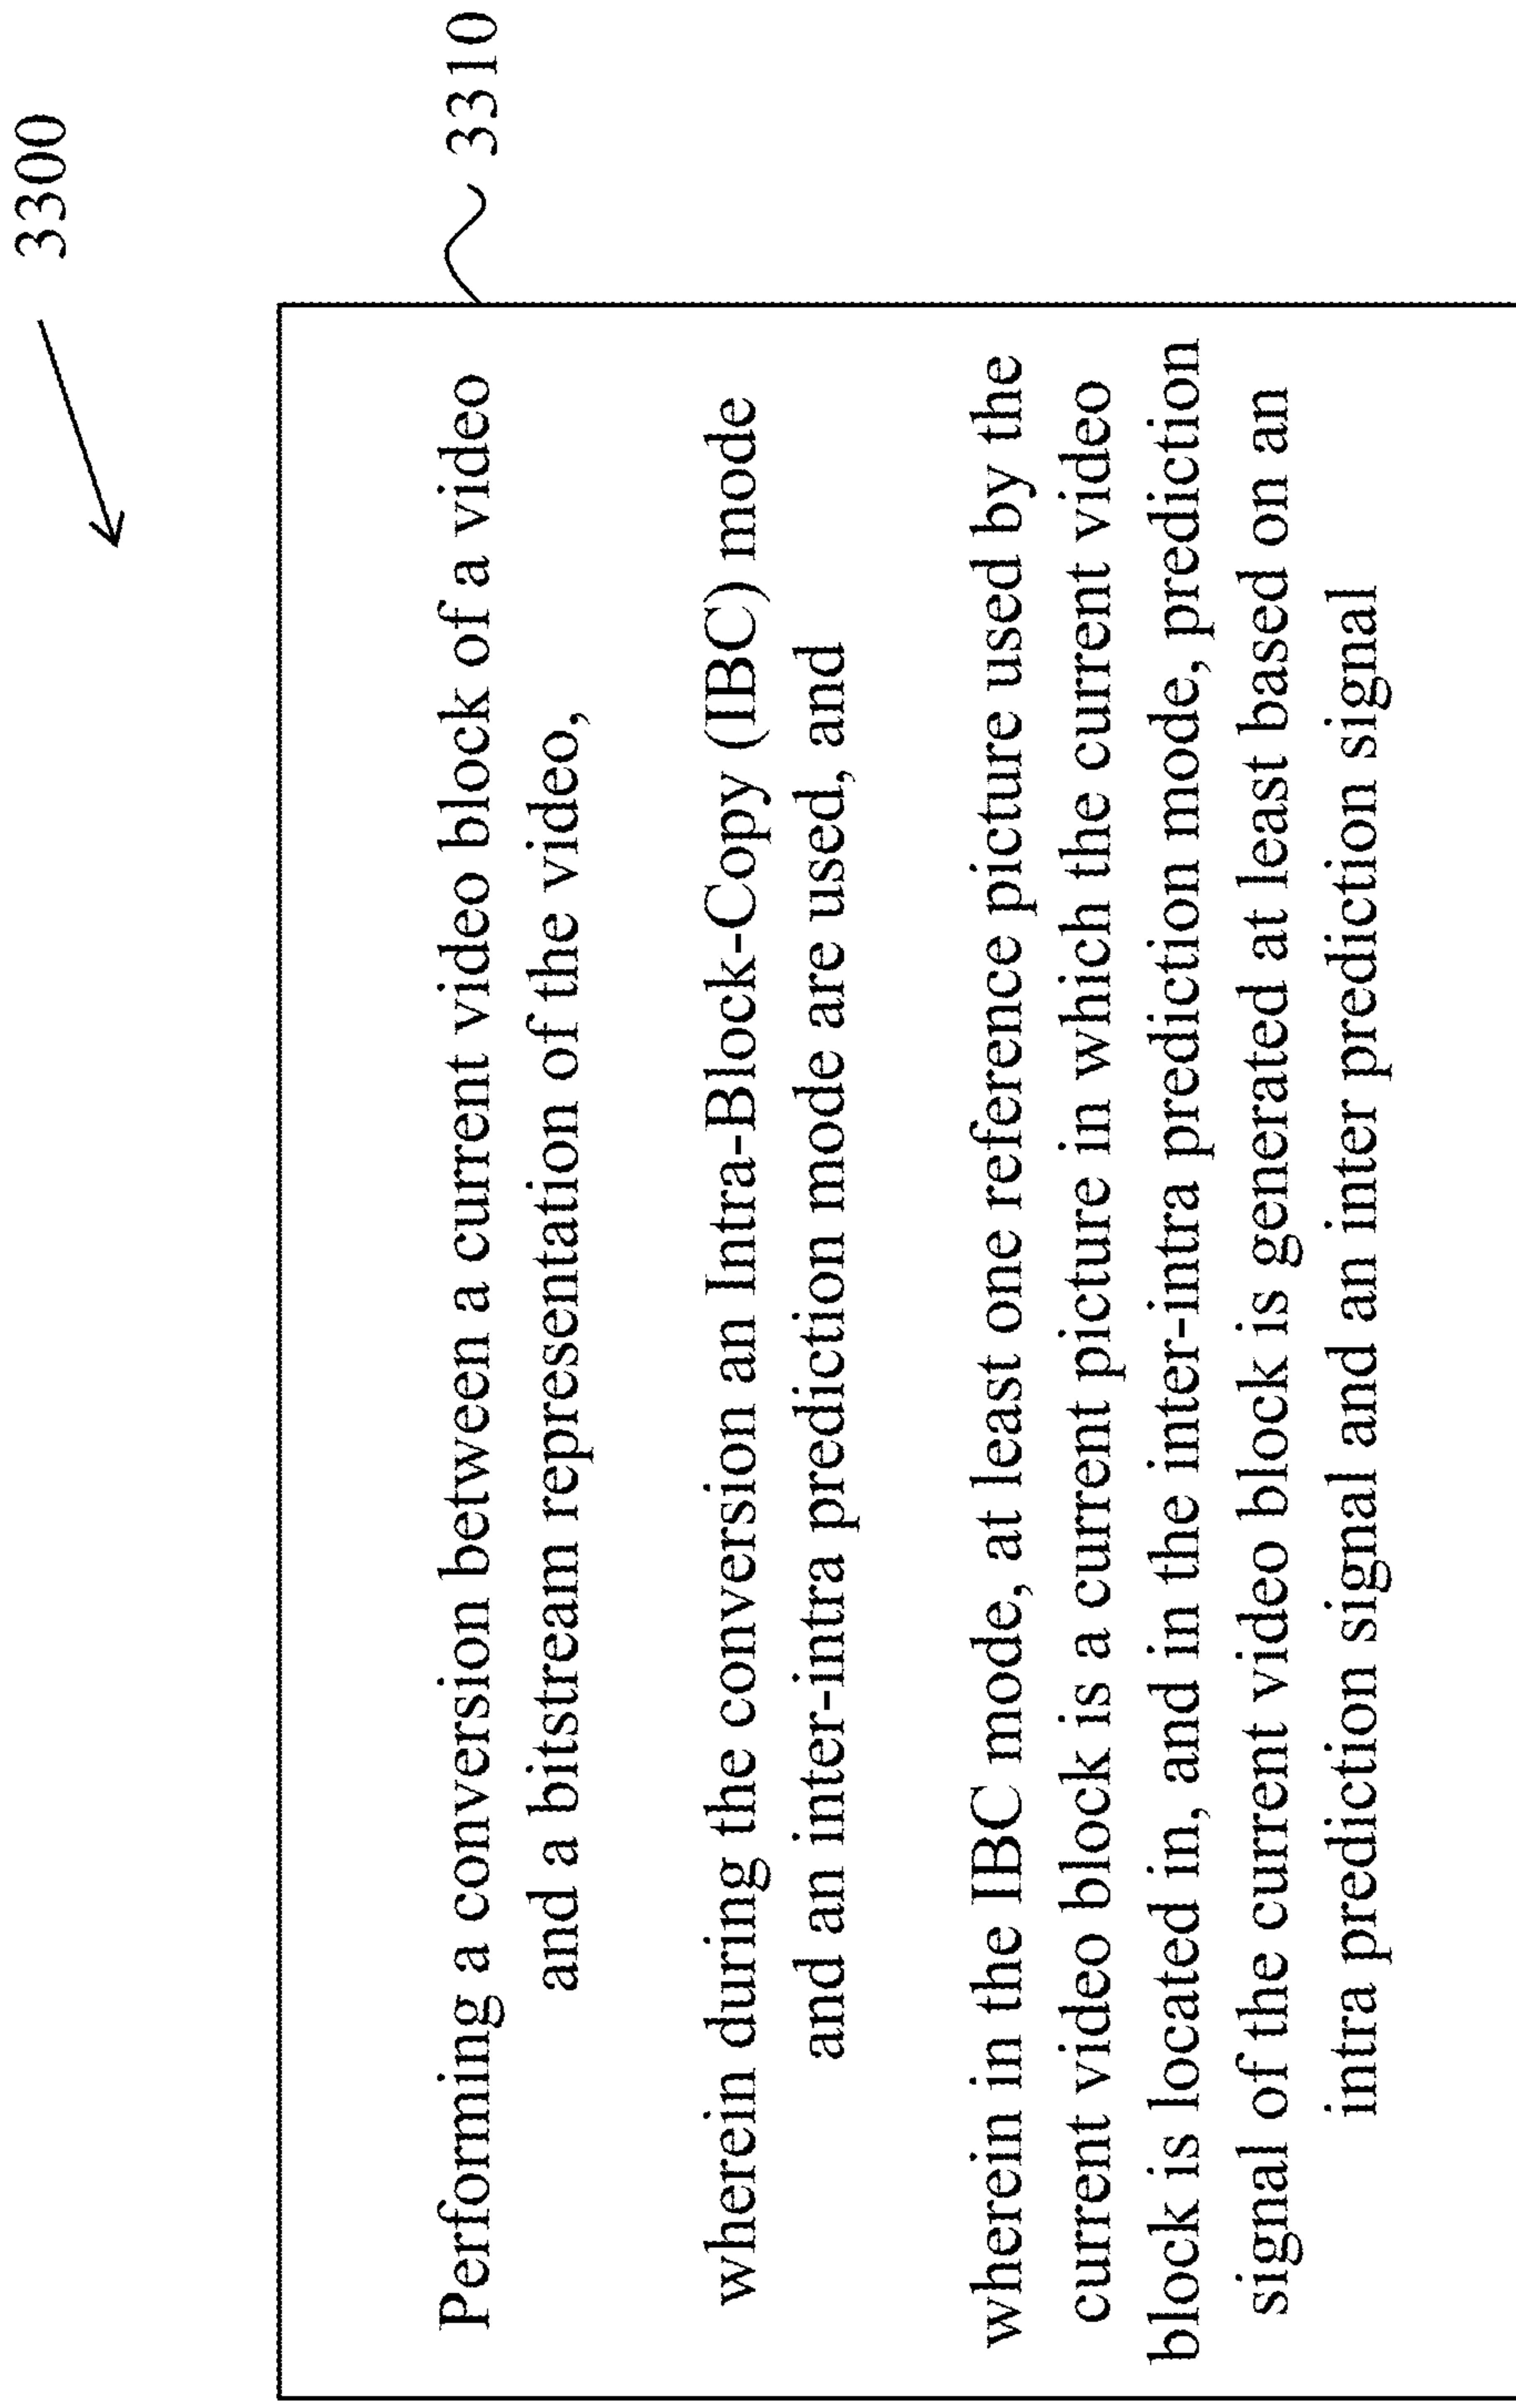 3300
3310
Performing a conversion between a current video block of a video
and a bitstream representation of the video,
wherein during the conversion an Intra-Block-Copy (IBC) mode
and an inter-intra prediction mode are used, and
wherein in the IBC mode, at least one reference picture used by the
current video block is a current picture in which the current video
block is located in, and in the inter-intra prediction mode, prediction
signal of the current video block is generated at least based on an
intra prediction signal and an inter prediction signal